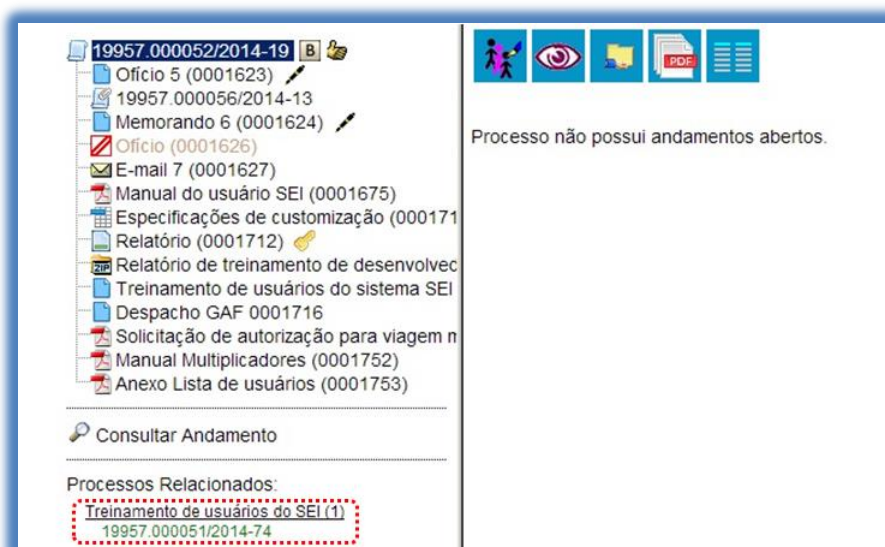 19957.000052/2014-19 B
Ofício 5 (0001623)
19957.000056/2014-13
Memorando 6 (0001624)
Ofício (0001626)
E-mail 7 (0001627)
Manual do usuário SEI (0001675)
Especificações de customização (000171
Relatório (0001712)
ZIP Relatório de treinamento de desenvolvec
Treinamento de usuários do sistema SEI
Despacho GAF 0001716
Solicitação de autorização para viagem m
Manual Multiplicadores (0001752)
Anexo Lista de usuários (0001753)
Consultar Andamento
Processos Relacionados:
Treinamento de usuários do SEI (1)
19957.000051/2014-74
PDF
Processo não possui andamentos abertos.